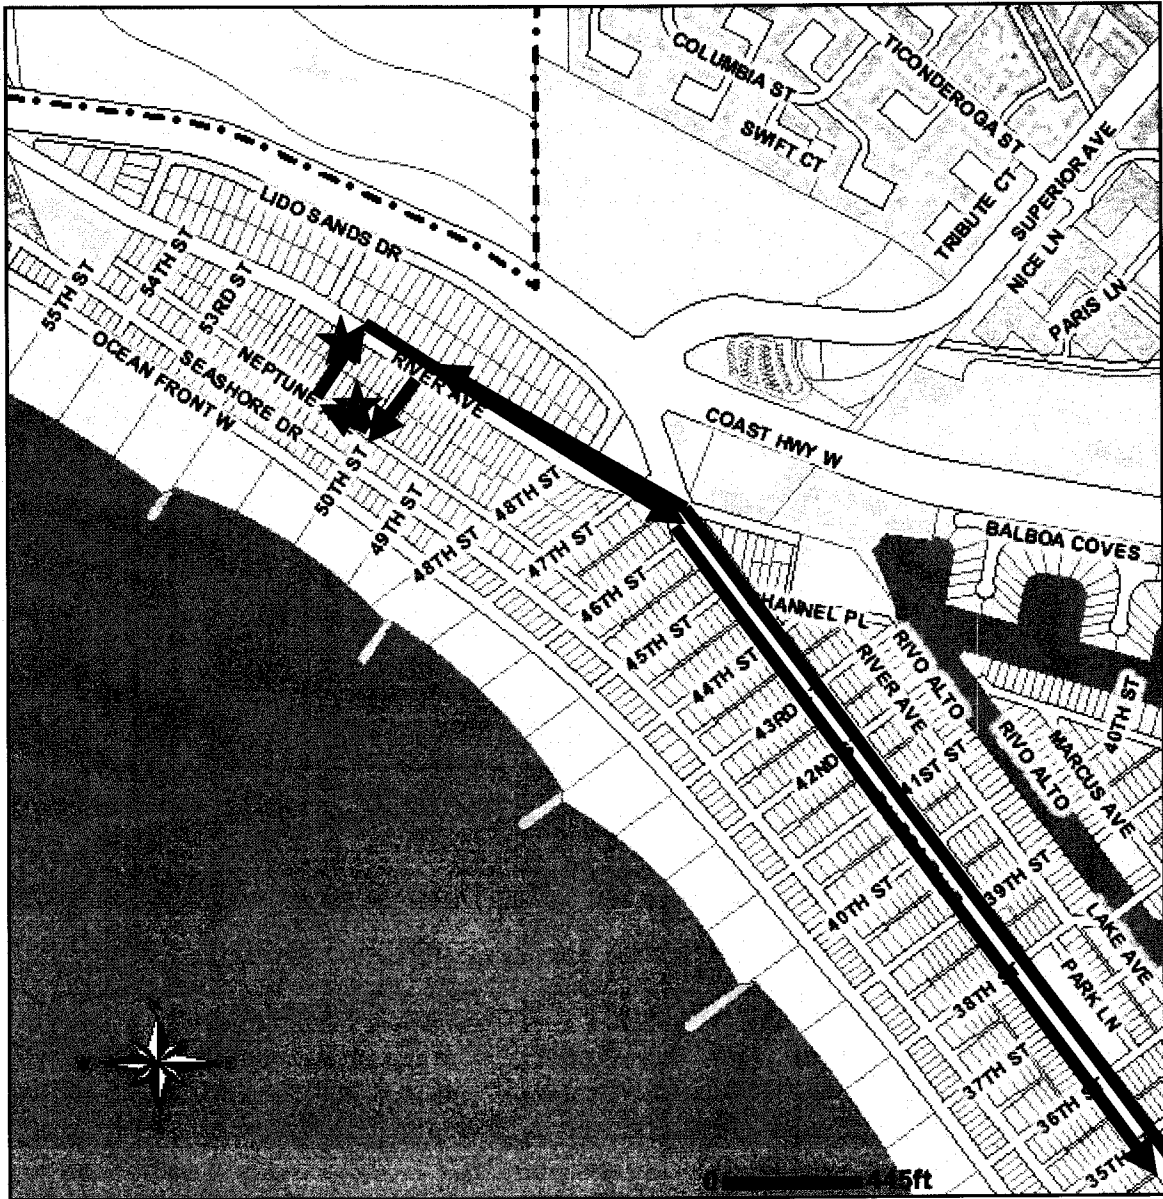 COLUMBIA ST
TICONDEROGA ST
SWIFT CT
SUPERIOR AVE
TRIBUTE CT
NICE LN
PARIS LN
LIDO SANDS DR
55TH ST
54TH ST
53RD ST
NEPTUNE
SEASHORE DR
OCEAN FRONT W
RIVER AVE
COAST HWY W
50TH ST
49TH ST
48TH ST
48TH ST
47TH ST
46TH ST
45TH ST
44TH ST
43RD
42ND
BALBOA COVES
HANNEL PL
RIVO ALTO
RIVER AVE
40TH ST
MARCUS AVE
RIVO ALTO
41ST ST
40TH ST
39TH ST
LAKE AVE
PARK LN
38TH
37TH ST
36TH
35TH
0 445ft